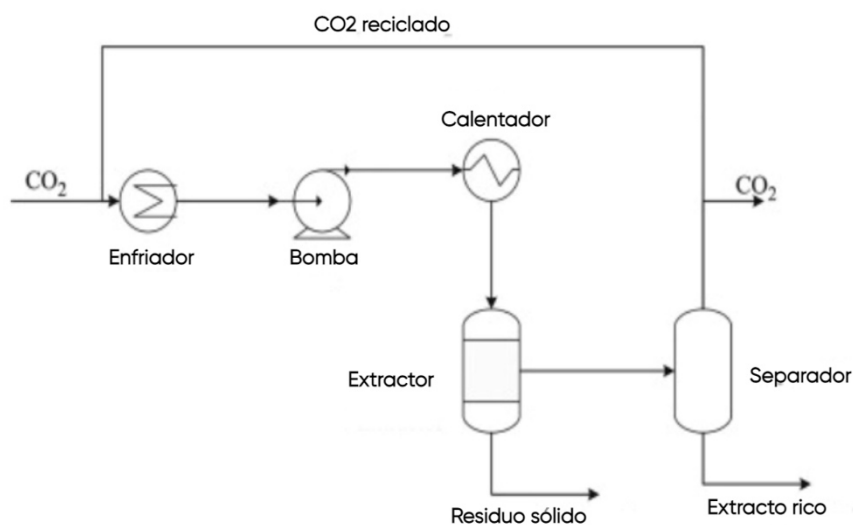 CO2 reciclado
Calentador
CO₂
CO₂
Enfriador
Bomba
Extractor
Separador
Residuo sólido
Extracto rico